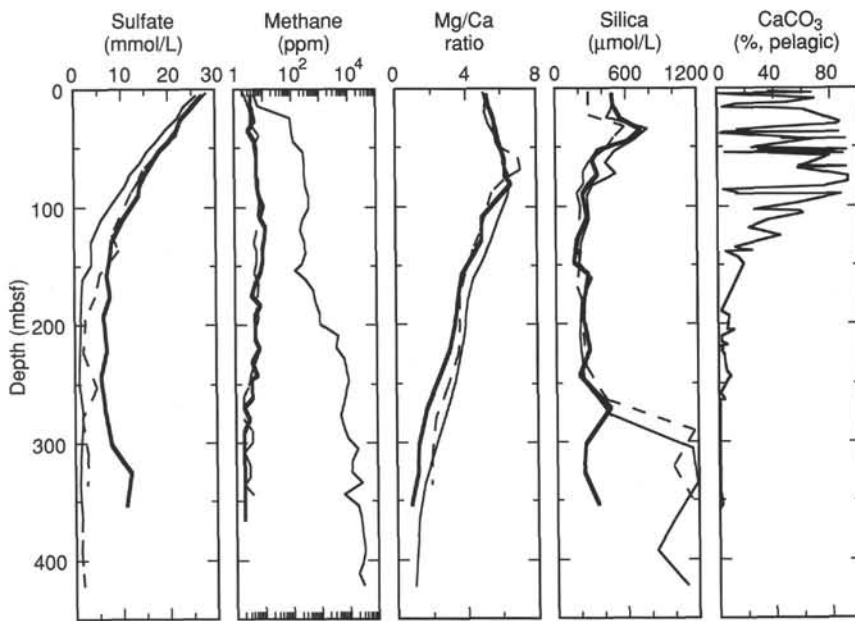 Sulfate
(mmol/L)
Methane
(ppm)
Mg/Ca
ratio
Silica
(μmol/L)
CaCO₃
(%, pelagic)
0 10 20 30
1 10² 10⁴
0 4 8
0 600 1200
40 80
0
100
200
300
400
Depth (mbsf)